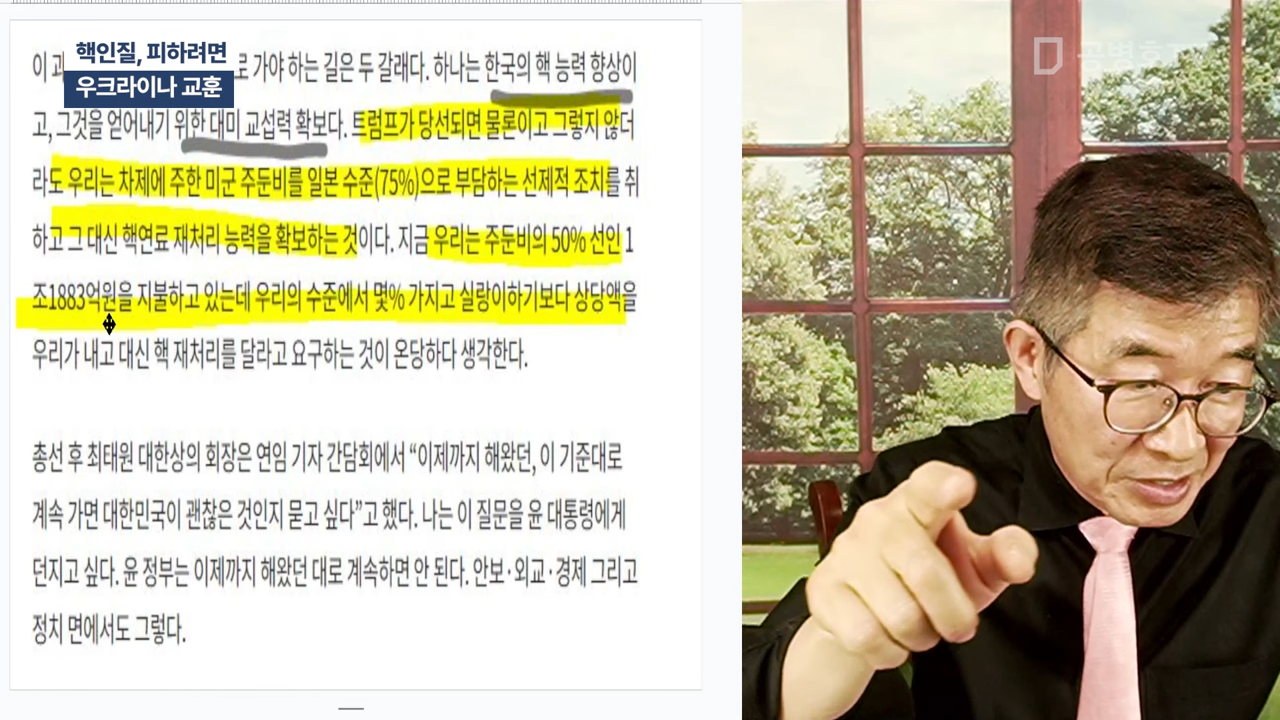 핵인질, 피하려면
우크라이나 교훈
이 로 가야 하는 길은 두 갈래다. 하나는 한국의 핵 능력 향상이
고, 그것을 얻어내기 위한 대미 교섭력 확보다. 트럼프가 당선되면 물론이고 그렇지 않더
라도 우리는 차제에 주한 미군 주둔비를 일본 수준(75%)으로 부담하는 선제적 조치를 취
하고 그 대신 핵연료 재처리 능력을 확보하는 것이다. 지금 우리는 주둔비의 50% 선인 1
조1883억원을 지불하고 있는데 우리의 수준에서 몇% 가지고 실랑이하기보다 상당액을
우리가 내고 대신 핵 재처리를 달라고 요구하는 것이 온당하다 생각한다.
총선 후 최태원 대한상의 회장은 연임 기자 간담회에서 “이제까지 해왔던, 이 기준대로
계속 가면 대한민국이 괜찮은 것인지 묻고 싶다”고 했다. 나는 이 질문을 윤 대통령에게
던지고 싶다. 윤 정부는 이제까지 해왔던 대로 계속하면 안 된다. 안보·외교·경제 그리고
정치 면에서도 그렇다.